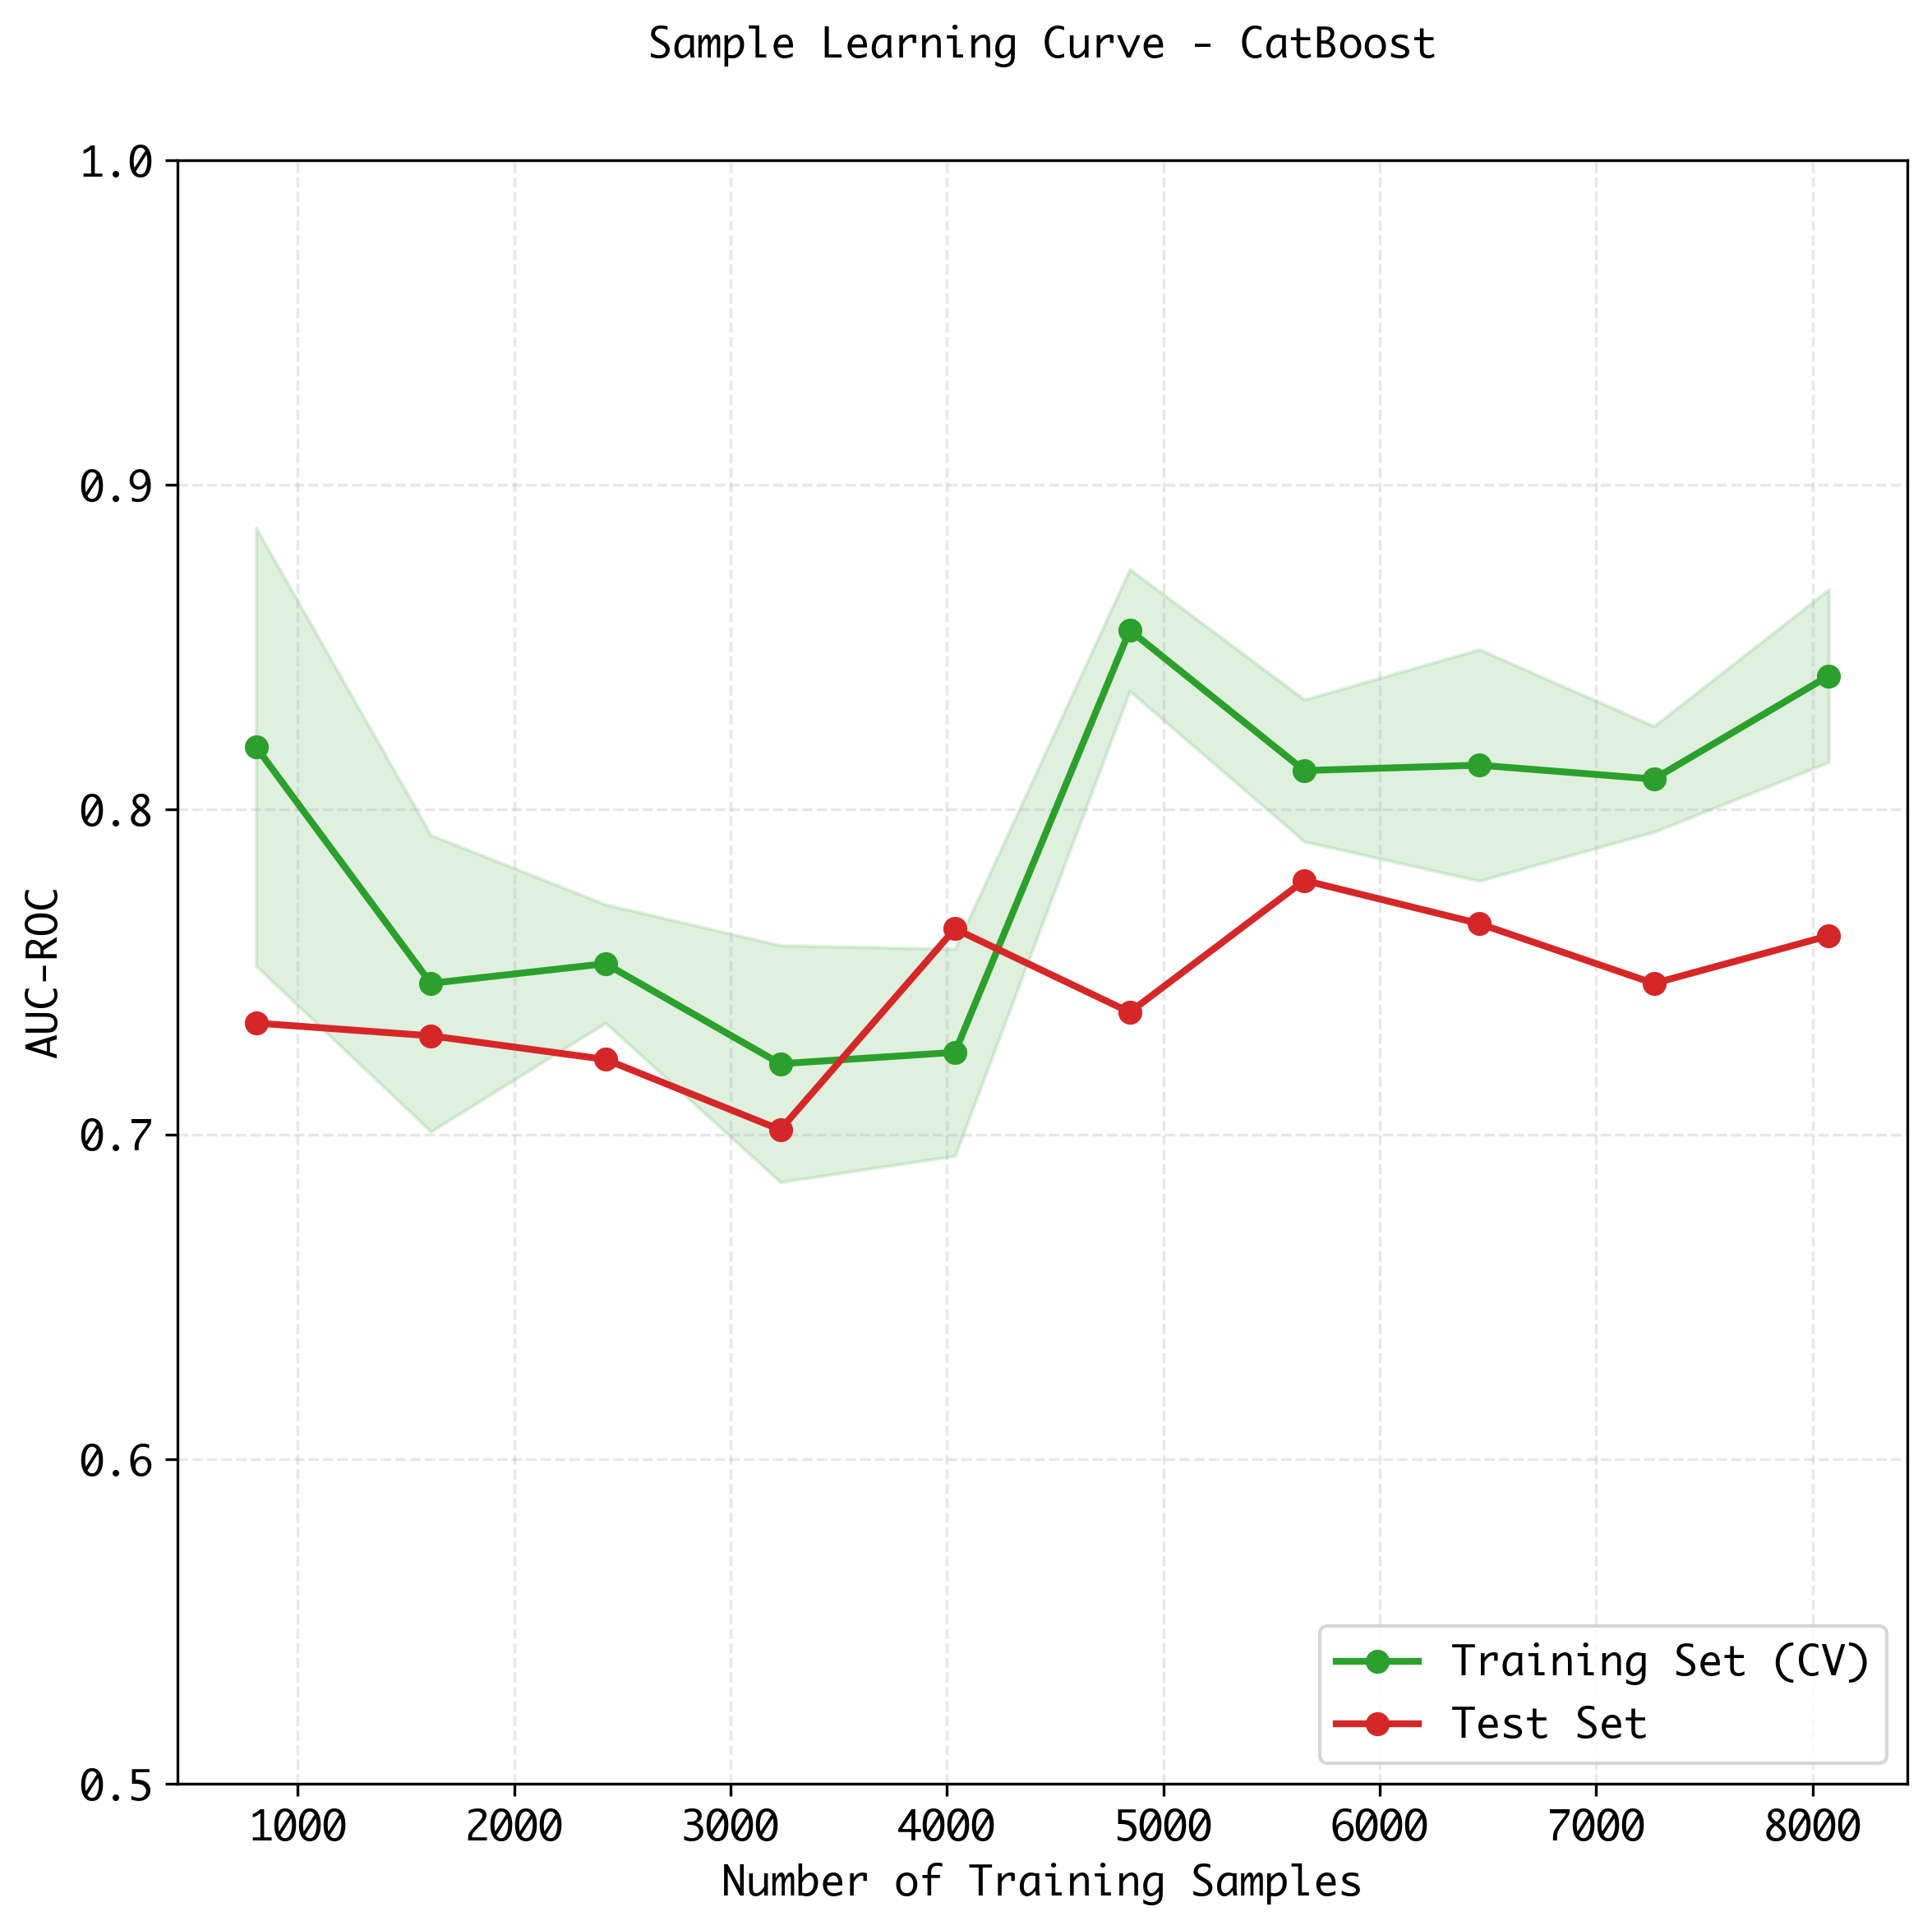 Sample Learning Curve - CatBoost
1.0
0.9
0.8
0.7
0.6
0.5
AUC-ROC
1000 2000 3000 4000 5000 6000 7000 8000
Number of Training Samples
Training Set (CV)
Test Set